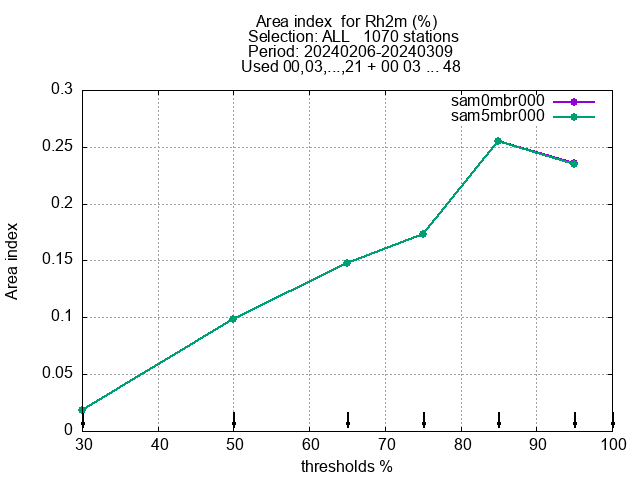 Area index  for Rh2m (%)
Selection: ALL   1070 stations
Period: 20240206-20240309
Used 00,03,...,21 + 00 03 ... 48
sam0mbr000
sam5mbr000
Area index
0.3
0.25
0.2
0.15
0.1
0.05
0
30 40 50 60 70 80 90 100
thresholds %